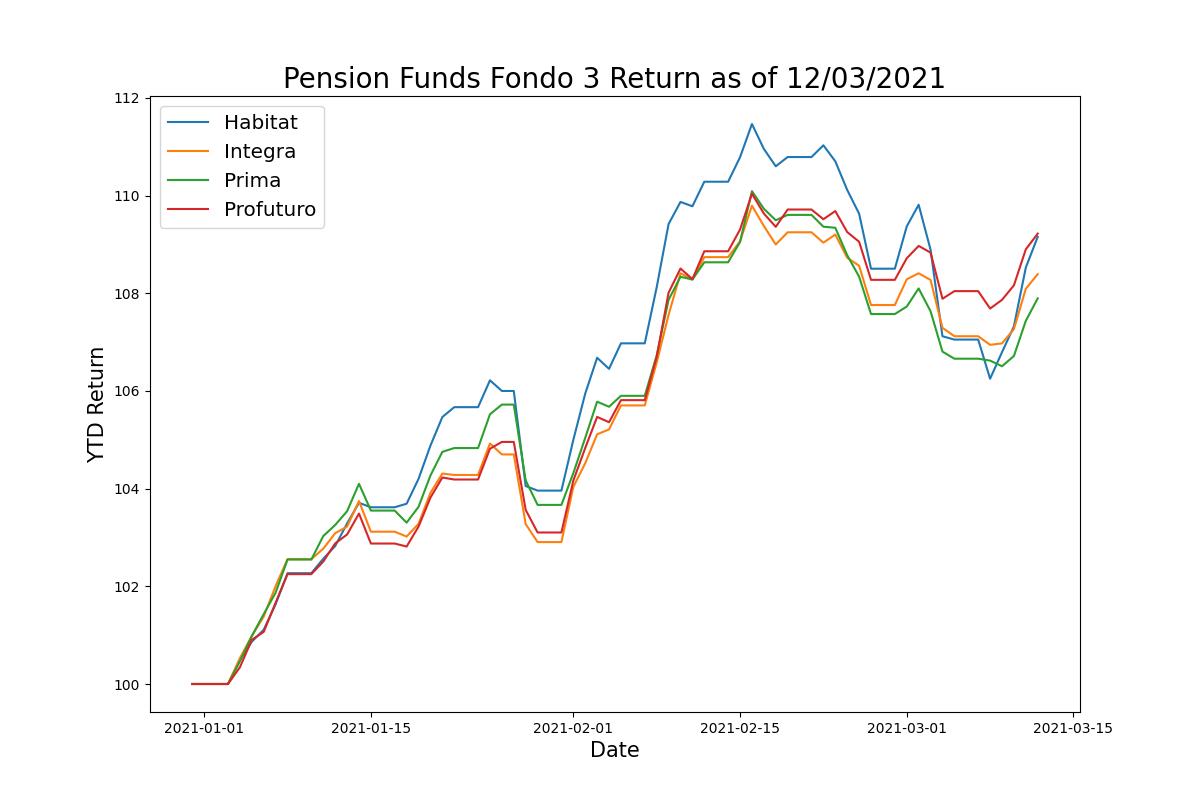 Pension Funds Fondo 3 Return as of 12/03/2021
112
110
108
106
104
102
100
YTD Return
Habitat
Integra
Prima
Profuturo
2021-01-01 2021-01-15 2021-02-01 2021-02-15 2021-03-01 2021-03-15
Date